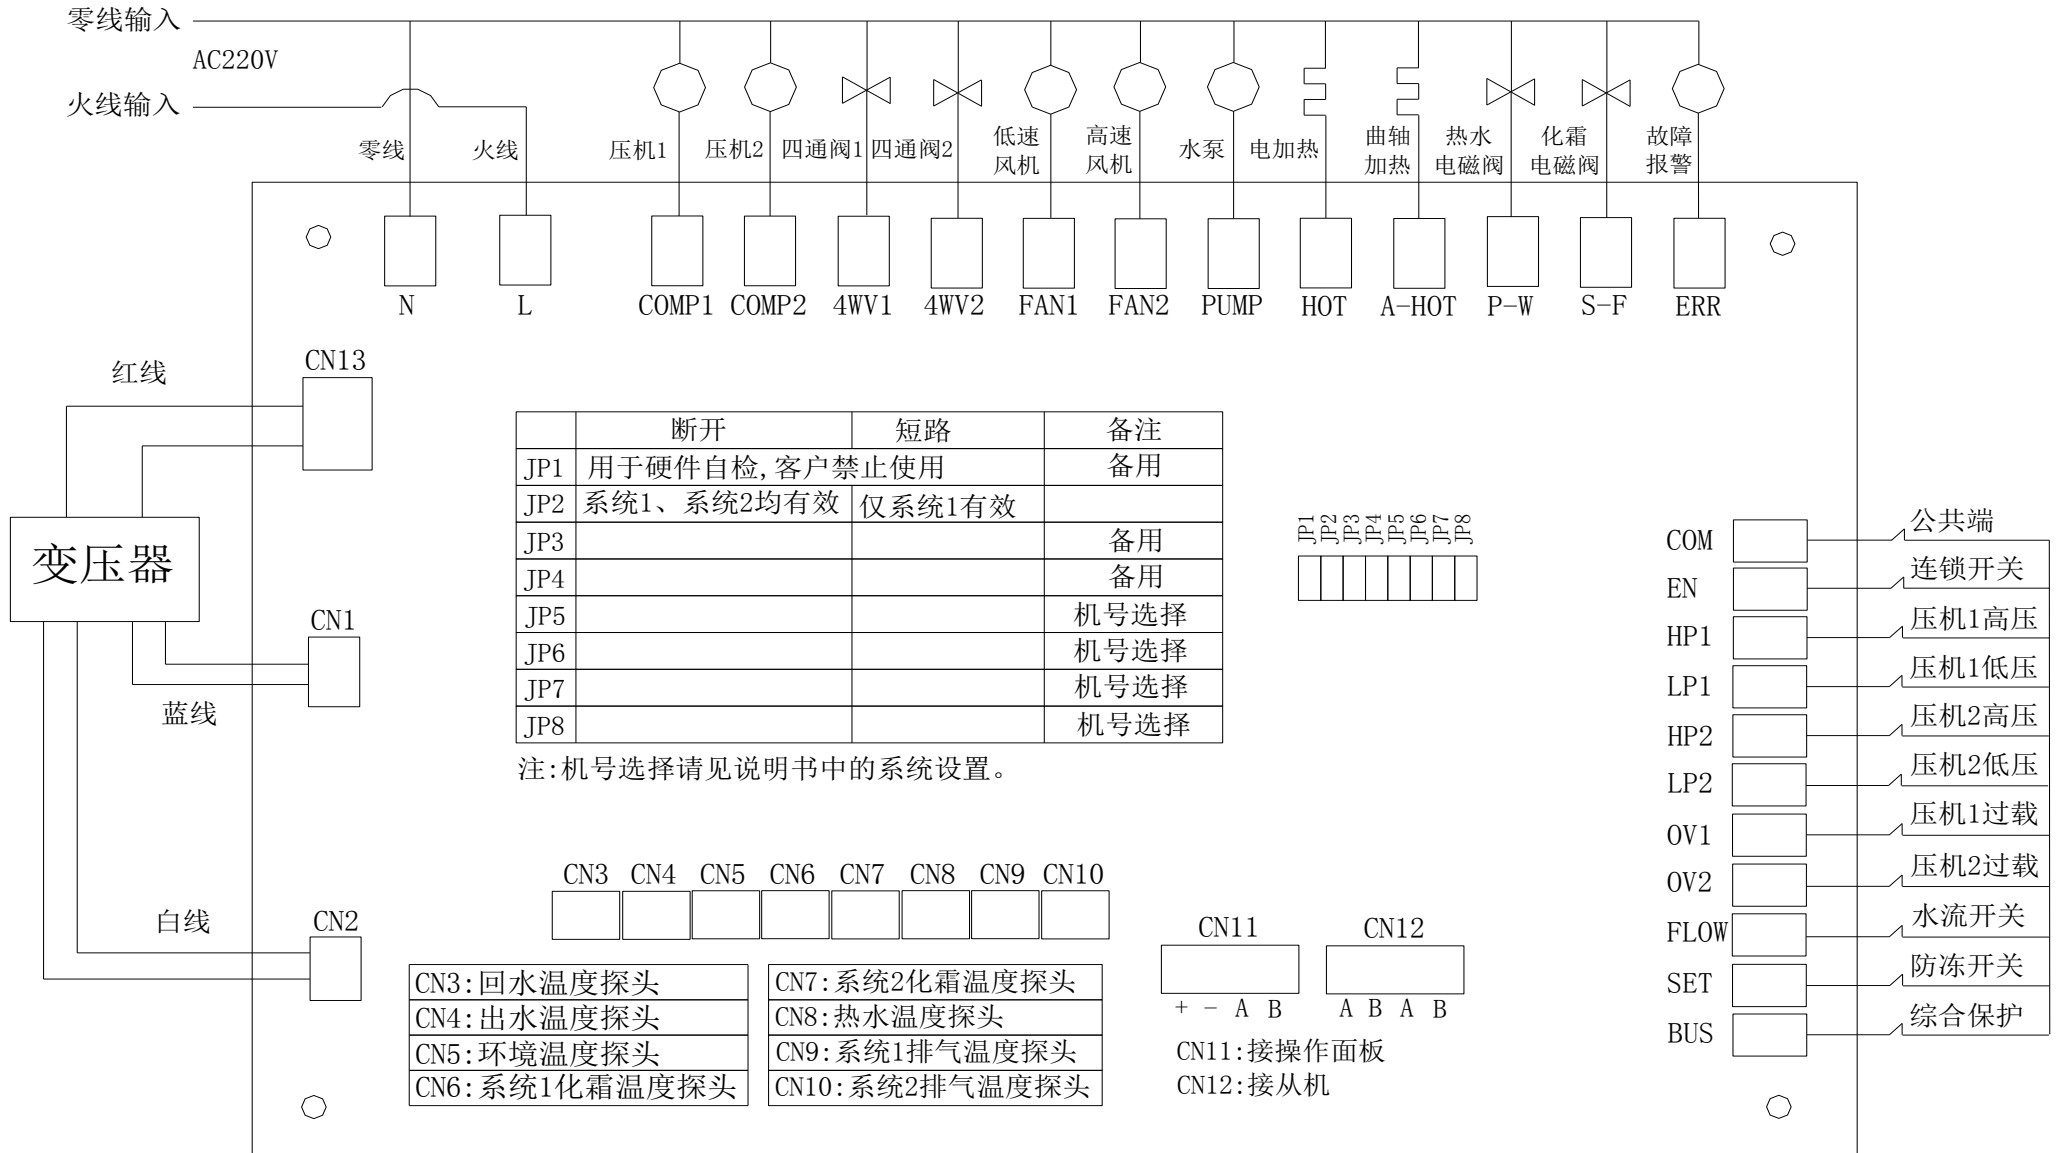 零线输入
AC220V
火线输入
零线
火线
压机1
压机2
四通阀1
四通阀2
低速
风机
高速
风机
水泵
电加热
曲轴
加热
热水
电磁阀
化霜
电磁阀
故障
报警
N
L
COMP1
COMP2
4WV1
4WV2
FAN1
FAN2
PUMP
HOT
A-HOT
P-W
S-F
ERR
CN13
红线
变压器
CN1
蓝线
白线
CN2
断开 短路 备注
JP1 用于硬件自检,客户禁止使用 备用
JP2 系统1、系统2均有效 仅系统1有效
JP3 备用
JP4 备用
JP5 机号选择
JP6 机号选择
JP7 机号选择
JP8 机号选择
注:机号选择请见说明书中的系统设置。
JP1
JP2
JP3
JP4
JP5
JP6
JP7
JP8
COM 公共端
EN 连锁开关
HP1 压机1高压
LP1 压机1低压
HP2 压机2高压
LP2 压机2低压
OV1 压机1过载
OV2 压机2过载
FLOW 水流开关
SET 防冻开关
BUS 综合保护
CN3 CN4 CN5 CN6 CN7 CN8 CN9 CN10
CN3:回水温度探头
CN4:出水温度探头
CN5:环境温度探头
CN6:系统1化霜温度探头
CN7:系统2化霜温度探头
CN8:热水温度探头
CN9:系统1排气温度探头
CN10:系统2排气温度探头
CN11
+ - A B
CN12
A B A B
CN11:接操作面板
CN12:接从机